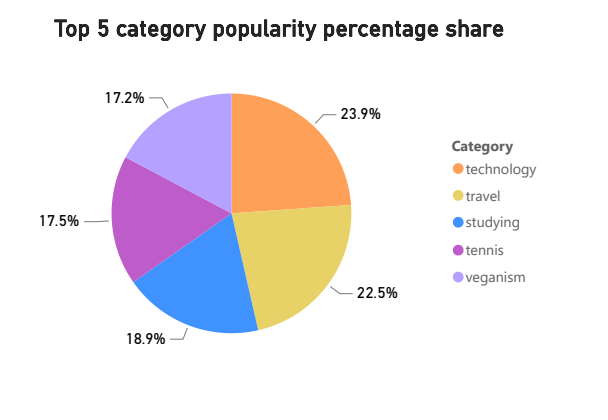 Top 5 category popularity percentage share
17.2%
23.9%
17.5%
22.5%
18.9%
Category
technology
travel
studying
tennis
veganism